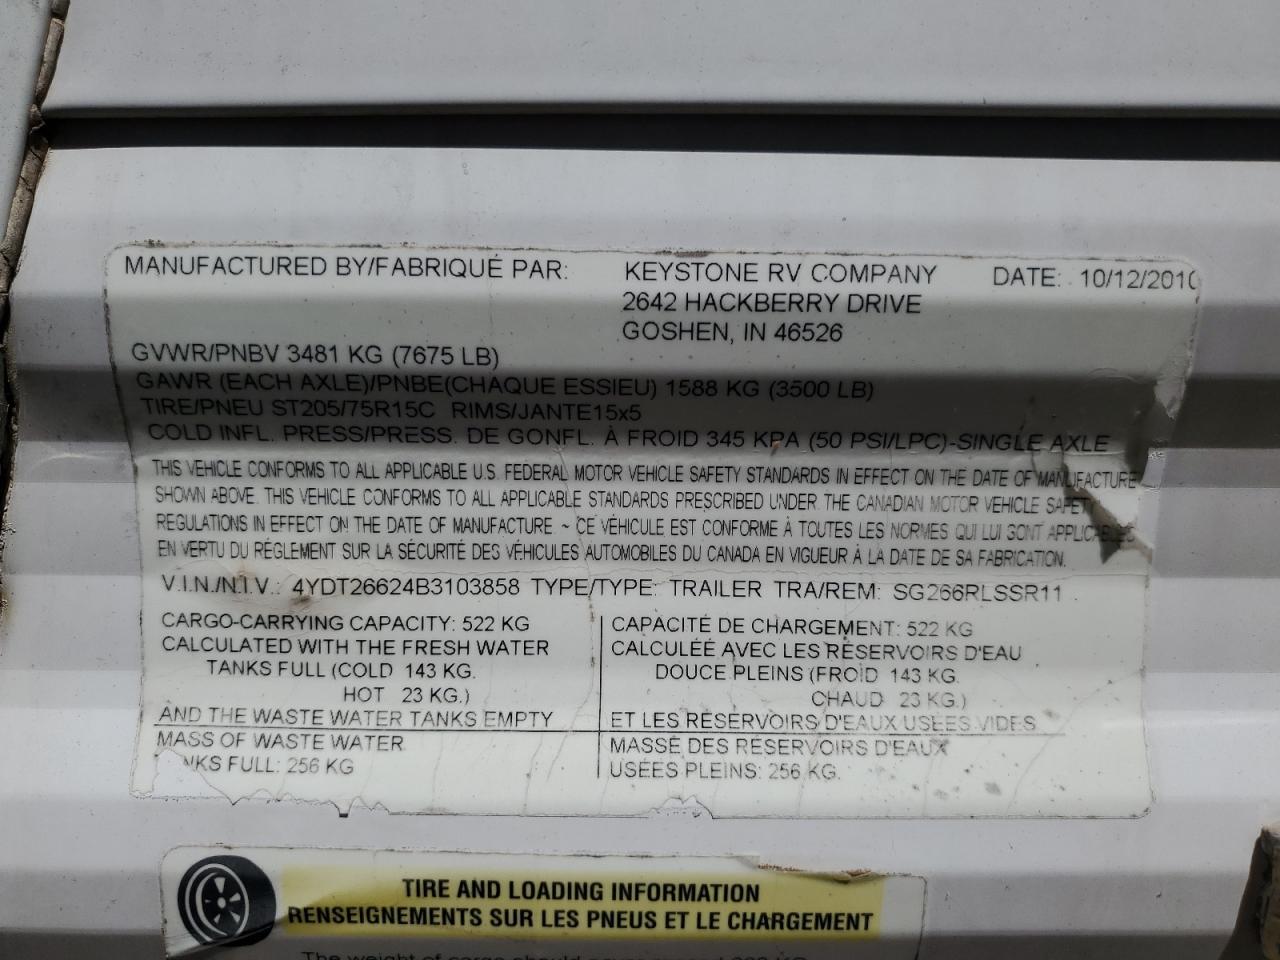 MANUFACTURED BY/FABRIQUÉ PAR: KEYSTONE RV COMPANY DATE: 10/12/2010
2642 HACKBERRY DRIVE
GOSHEN, IN 46526
GVWR/PNBV 3481 KG (7675 LB)
GAWR (EACH AXLE)/PNBE(CHAQUE ESSIEU) 1588 KG (3500 LB)
TIRE/PNEU ST205/75R15C RIMS/JANTE15x5
COLD INFL. PRESS/PRESS. DE GONFL. À FROID 345 KPA (50 PSI/LPC)-SINGLE AXLE
THIS VEHICLE CONFORMS TO ALL APPLICABLE U.S. FEDERAL MOTOR VEHICLE SAFETY STANDARDS IN EFFECT ON THE DATE OF MANUFACTURE
SHOWN ABOVE. THIS VEHICLE CONFORMS TO ALL APPLICABLE STANDARDS PRESCRIBED UNDER THE CANADIAN MOTOR VEHICLE SAFETY
REGULATIONS IN EFFECT ON THE DATE OF MANUFACTURE ~ CE VÉHICULE EST CONFORME À TOUTES LES NORMES QUI LUI SONT APPLICABLES
EN VERTU DU RÉGLEMENT SUR LA SÉCURITÉ DES VÉHICULES AUTOMOBILES DU CANADA EN VIGUEUR À LA DATE DE SA FABRICATION.
V.I.N./N.I.V.: 4YDT26624B3103858 TYPE/TYPE: TRAILER TRA/REM: SG266RLSSR11
CARGO-CARRYING CAPACITY: 522 KG
CALCULATED WITH THE FRESH WATER
TANKS FULL (COLD 143 KG.
HOT 23 KG.)
AND THE WASTE WATER TANKS EMPTY
MASS OF WASTE WATER
NKS FULL: 256 KG
CAPACITÉ DE CHARGEMENT: 522 KG
CALCULÉE AVEC LES RÉSERVOIRS D'EAU
DOUCE PLEINS (FROID 143 KG.
CHAUD 23 KG.)
ET LES RÉSERVOIRS D'EAUX USÉES VIDES
MASSE DES RÉSERVOIRS D'EAUX
USÉES PLEINS: 256 KG.
TIRE AND LOADING INFORMATION
RENSEIGNEMENTS SUR LES PNEUS ET LE CHARGEMENT
The weight of cargo should never exceed